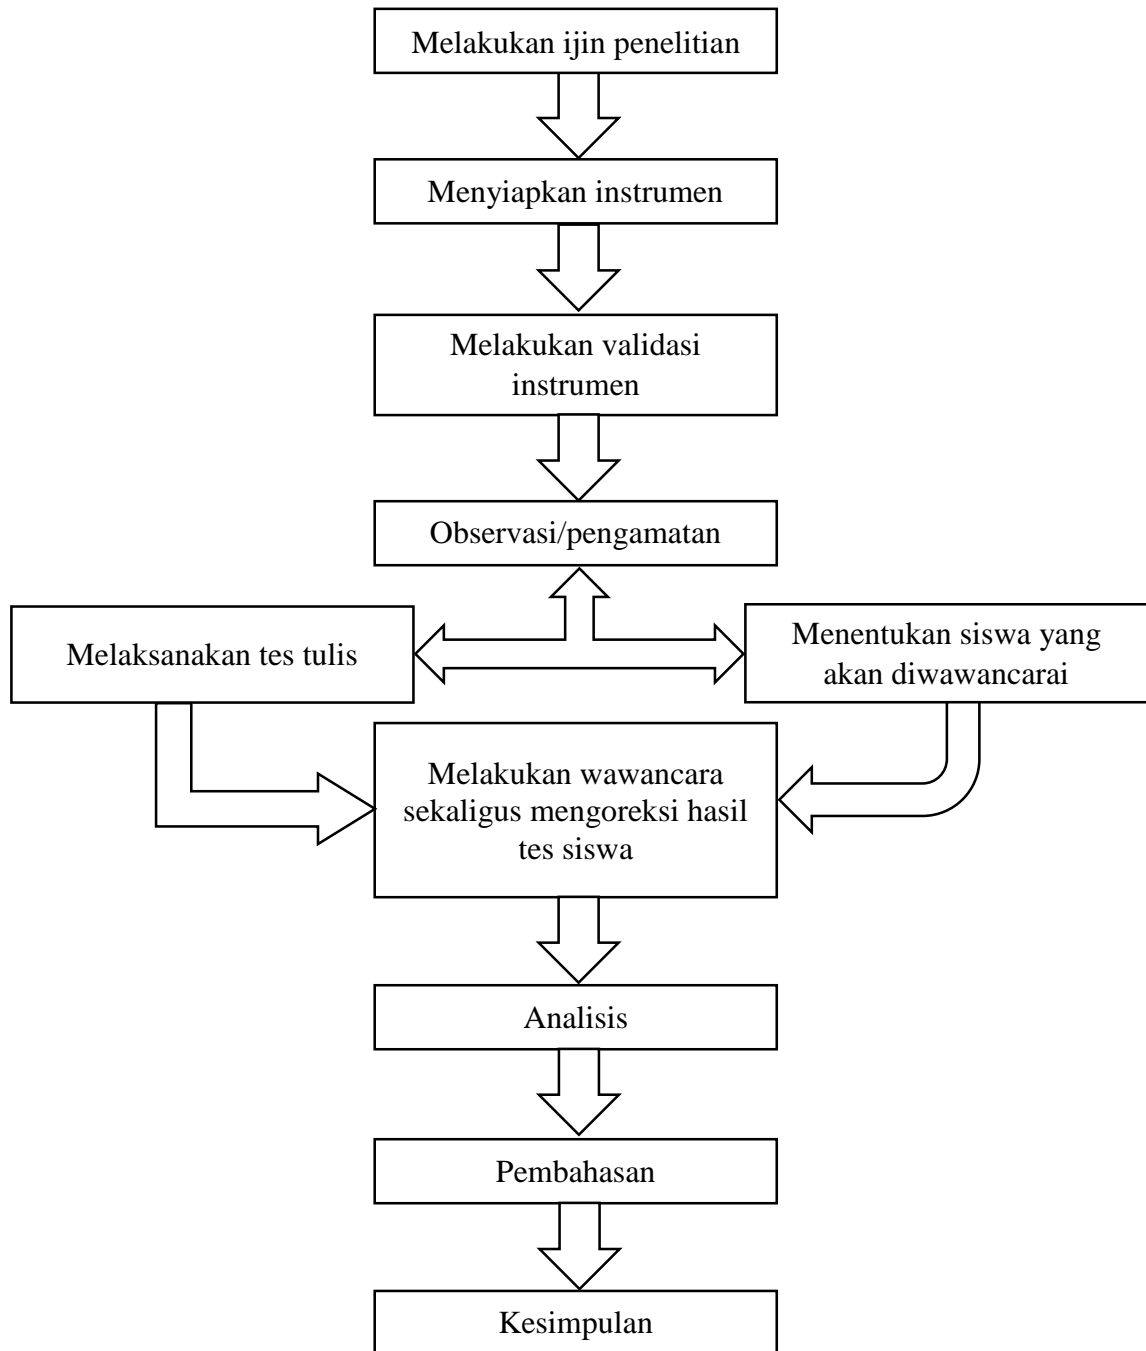 Melakukan ijin penelitian
Menyiapkan instrumen
Melakukan validasi
instrumen
Observasi/pengamatan
Melaksanakan tes tulis
Menentukan siswa yang
akan diwawancarai
Melakukan wawancara
sekaligus mengoreksi hasil
tes siswa
Analisis
Pembahasan
Kesimpulan